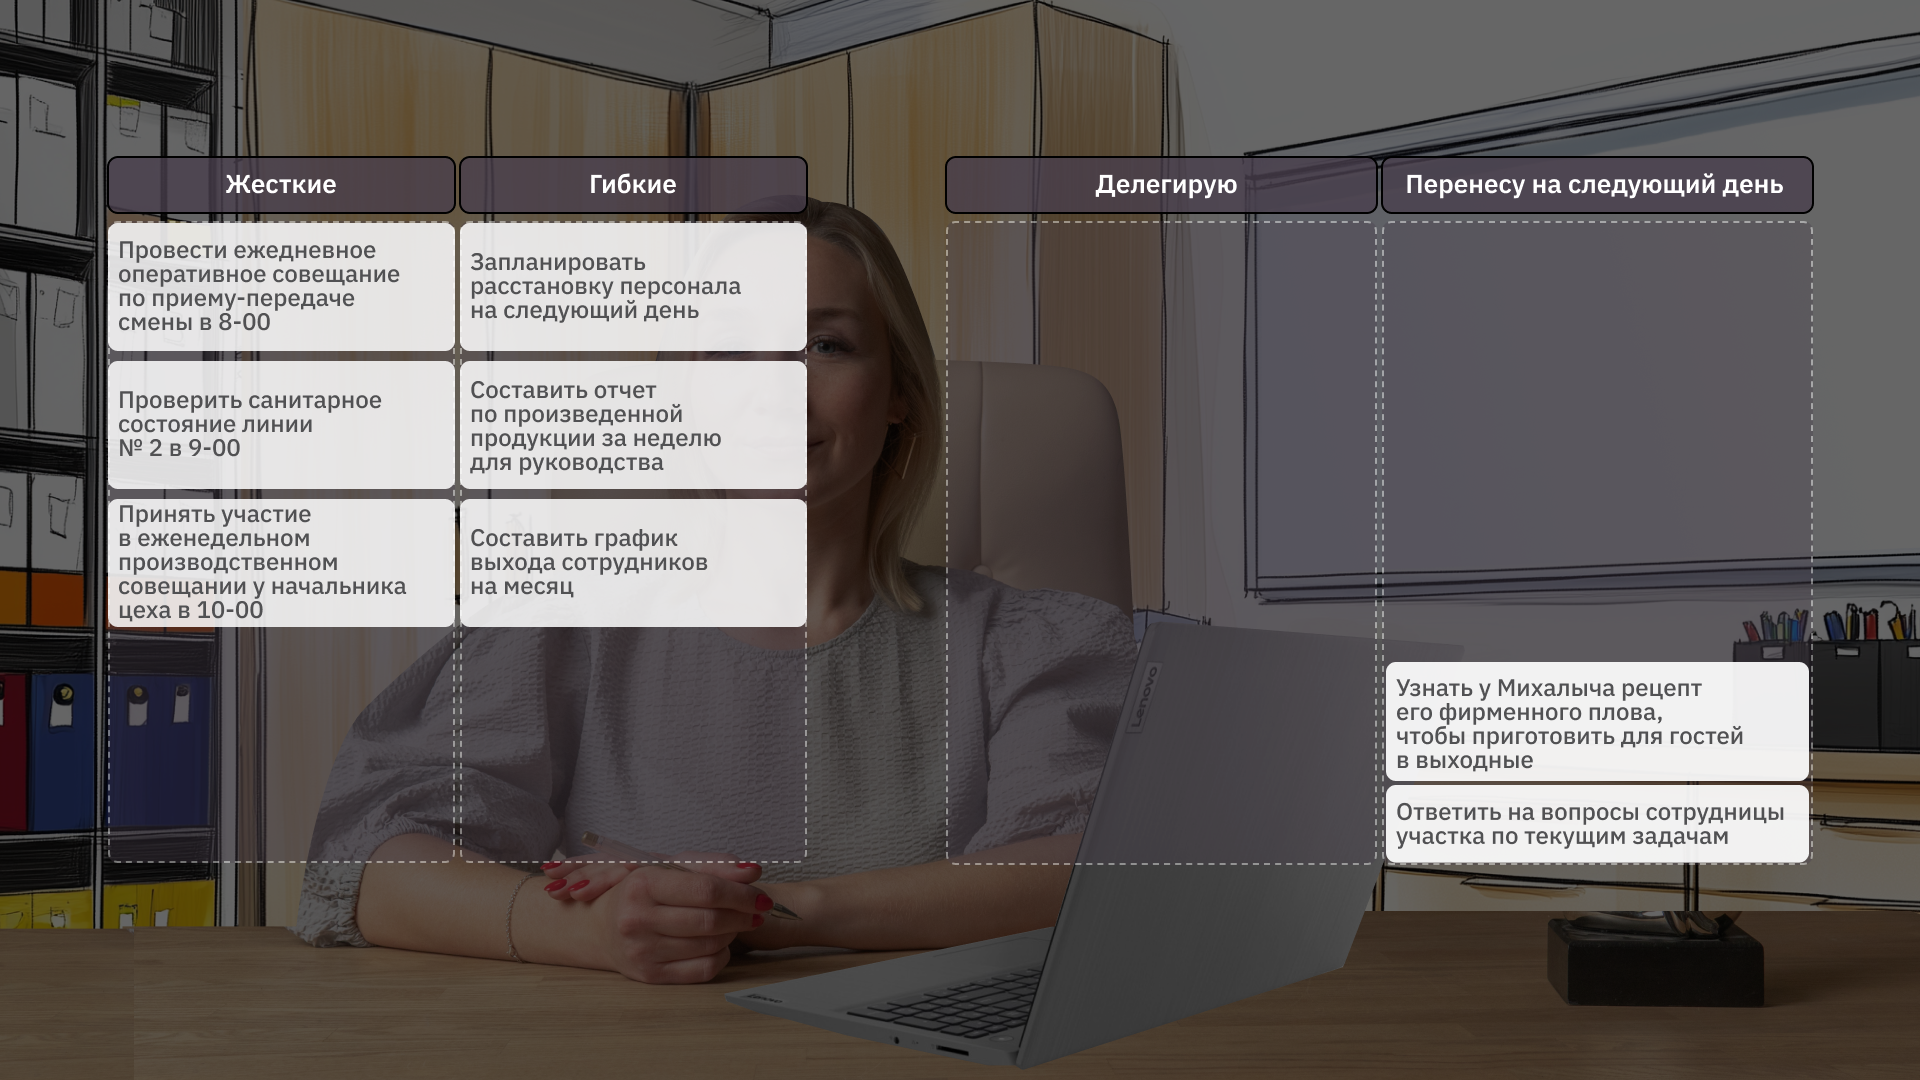 Жесткие
Гибкие
Делегирую
Перенесу на следующий день
Провести ежедневное
оперативное совещание
по приему-передаче
смены в 8-00
Запланировать
расстановку персонала
на следующий день
Проверить санитарное
состояние линии
№ 2 в 9-00
Составить отчет
по произведенной
продукции за неделю
для руководства
Принять участие
в еженедельном
производственном
совещании у начальника
цеха в 10-00
Составить график
выхода сотрудников
на месяц
Узнать у Михалыча рецепт
его фирменного плова,
чтобы приготовить для гостей
в выходные
Ответить на вопросы сотрудницы
участка по текущим задачам
Lenovo